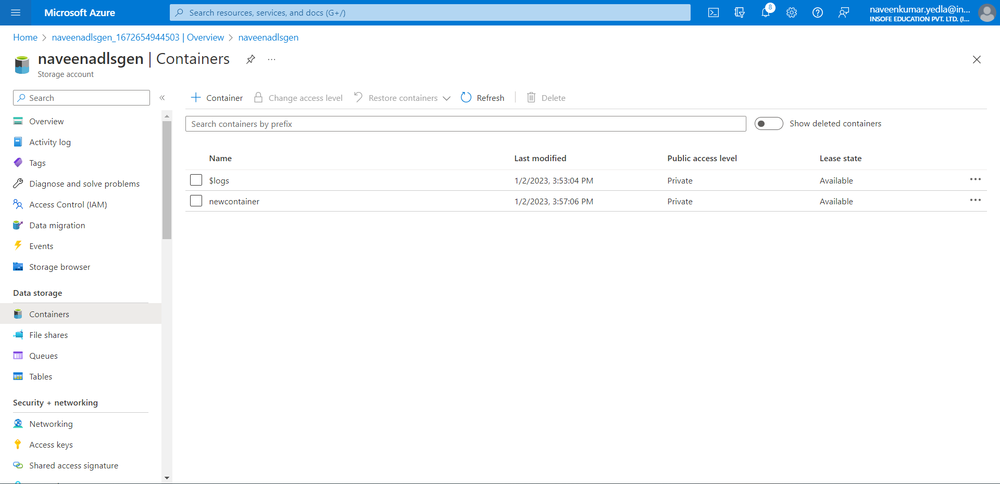 Microsoft Azure
Search resources, services, and docs (G+/)
8
naveenkumar.yedla@in...
INSOFE EDUCATION PVT. LTD. (I...
Home > naveenadlsgen_1672654944503 | Overview > naveenadlsgen
naveenadlsgen | Containers
Storage account
Search
Container
Change access level
Restore containers
Refresh
Delete
Search containers by prefix
Show deleted containers
Overview
Activity log
Tags
Diagnose and solve problems
Access Control (IAM)
Data migration
Events
Storage browser
Data storage
Containers
File shares
Queues
Tables
Security + networking
Networking
Access keys
Shared access signature
Name Last modified Public access level Lease state
$logs 1/2/2023, 3:53:04 PM Private Available
newcontainer 1/2/2023, 3:57:06 PM Private Available